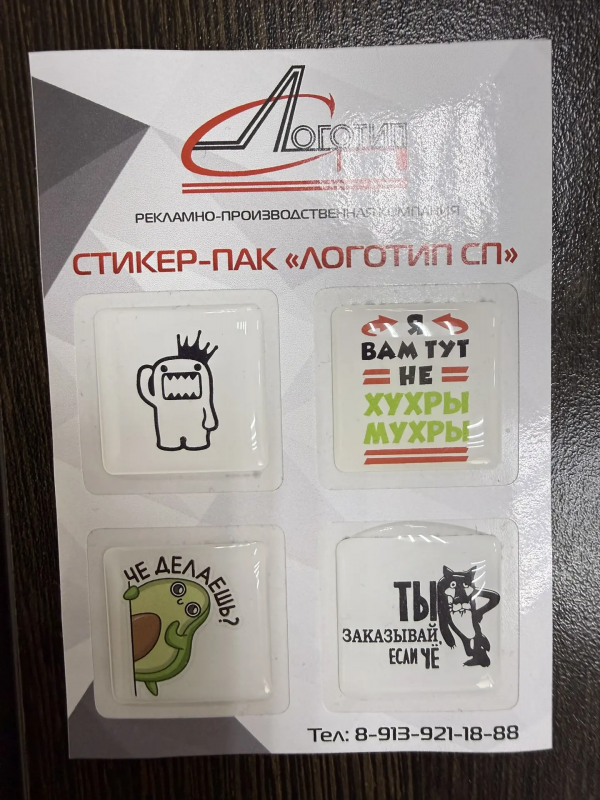 Логотип
СП
РЕКЛАМНО-ПРОИЗВОДСТВЕННАЯ КОМПАНИЯ
СТИКЕР-ПАК «ЛОГОТИП СП»
Я
ВАМ ТУТ
НЕ
ХУХРЫ
МУХРЫ
ЧЕ ДЕЛАЕШЬ?
ТЫ
ЗАКАЗЫВАЙ,
ЕСЛИ ЧЁ
Тел: 8-913-921-18-88